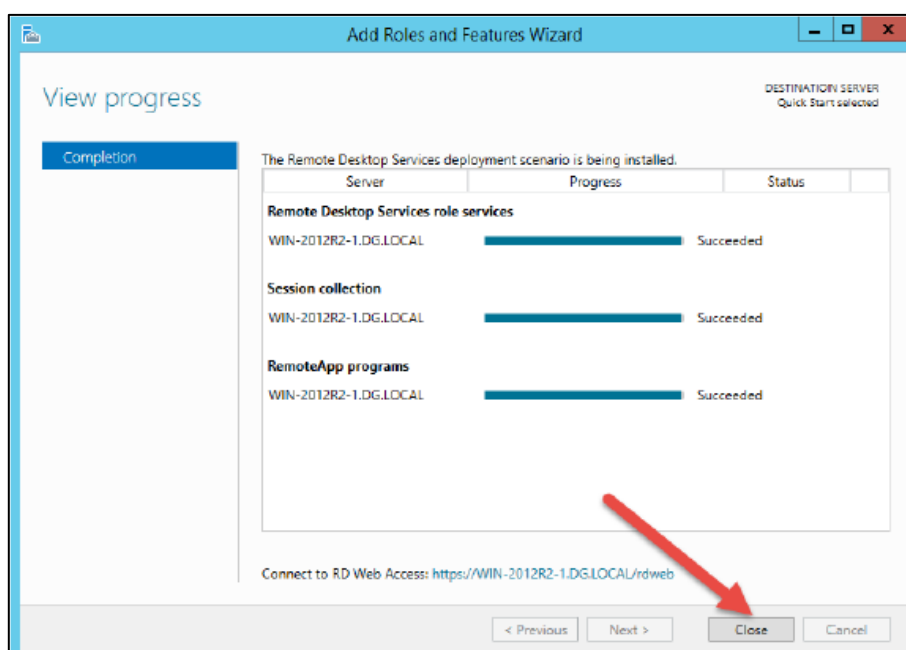 Add Roles and Features Wizard
View progress
DESTINATION SERVER
Quick Start selected
Completion
The Remote Desktop Services deployment scenario is being installed.
Server Progress Status
Remote Desktop Services role services
WIN-2012R2-1.DG.LOCAL Succeeded
Session collection
WIN-2012R2-1.DG.LOCAL Succeeded
RemoteApp programs
WIN-2012R2-1.DG.LOCAL Succeeded
Connect to RD Web Access: https://WIN-2012R2-1.DG.LOCAL/rdweb
< Previous Next > Close Cancel